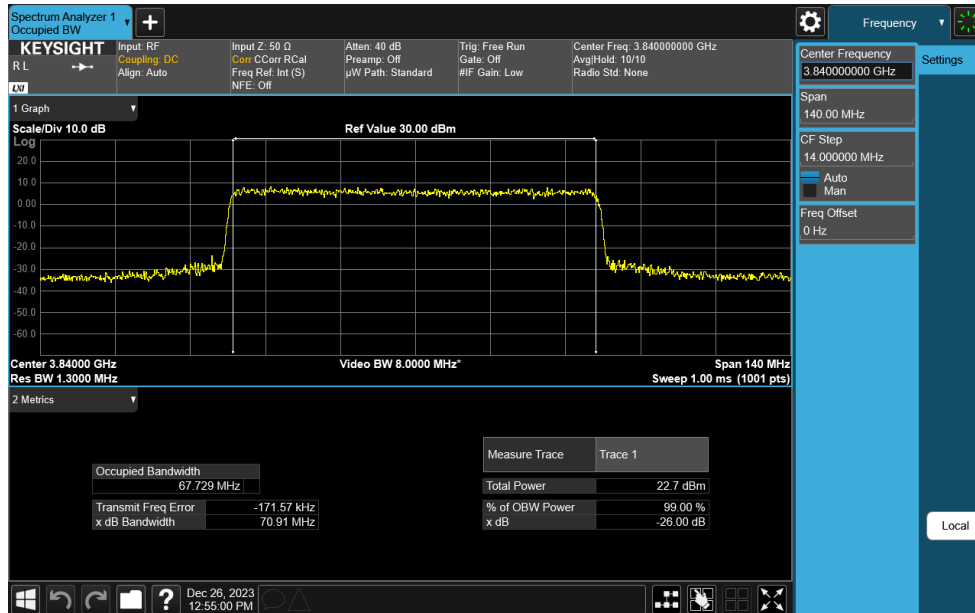 Spectrum Analyzer 1
Occupied BW
Frequency
KEYSIGHT
R L
LXI
Input: RF
Coupling: DC
Align: Auto
Input Z: 50 Ω
Corr CCorr RCal
Freq Ref: Int (S)
NFE: Off
Atten: 40 dB
Preamp: Off
µW Path: Standard
Trig: Free Run
Gate: Off
#IF Gain: Low
Center Freq: 3.840000000 GHz
Avg|Hold: 10/10
Radio Std: None
Center Frequency
3.840000000 GHz
Settings
Span
140.00 MHz
CF Step
14.000000 MHz
Auto
Man
Freq Offset
0 Hz
Local
1 Graph
Scale/Div 10.0 dB
Ref Value 30.00 dBm
Log
20.0
10.0
0.00
-10.0
-20.0
-30.0
-40.0
-50.0
-60.0
Center 3.84000 GHz
Video BW 8.0000 MHz*
Span 140 MHz
Res BW 1.3000 MHz
Sweep 1.00 ms (1001 pts)
2 Metrics
Occupied Bandwidth
67.729 MHz
Transmit Freq Error -171.57 kHz
x dB Bandwidth 70.91 MHz
Measure Trace Trace 1
Total Power 22.7 dBm
% of OBW Power 99.00 %
x dB -26.00 dB
?
Dec 26, 2023
12:55:00 PM